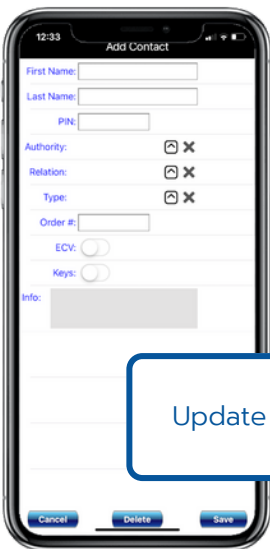 12:33
Add Contact
First Name:
Last Name:
PIN:
Authority:
Relation:
Type:
Order #:
ECV:
Keys:
Info:
Update
Cancel Delete Save